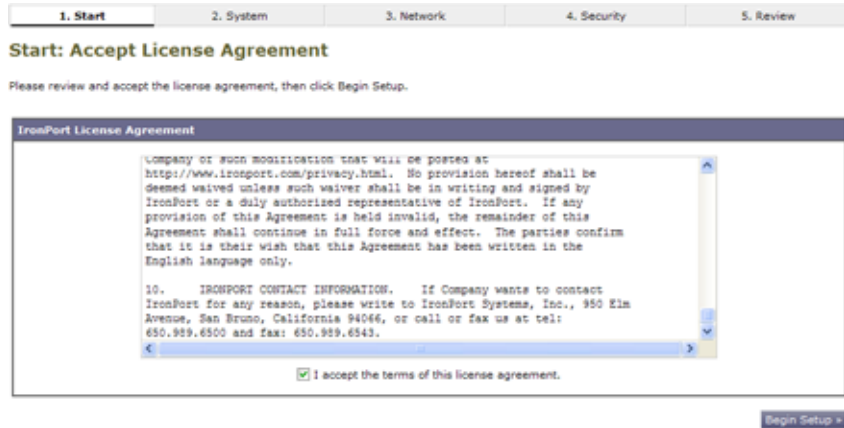 1. Start 2. System 3. Network 4. Security 5. Review
Start: Accept License Agreement
Please review and accept the license agreement, then click Begin Setup.
IronPort License Agreement
Company of such modification that will be posted at
http://www.ironport.com/privacy.html. No provision hereof shall be
deemed waived unless such waiver shall be in writing and signed by
IronPort or a duly authorized representative of IronPort. If any
provision of this Agreement is held invalid, the remainder of this
Agreement shall continue in full force and effect. The parties confirm
that it is their wish that this Agreement has been written in the
English language only.
10. IRONPORT CONTACT INFORMATION. If Company wants to contact
IronPort for any reason, please write to IronPort Systems, Inc., 950 Elm
Avenue, San Bruno, California 94066, or call or fax us at tel:
650.989.6500 and fax: 650.989.6543.
I accept the terms of this license agreement.
Begin Setup »